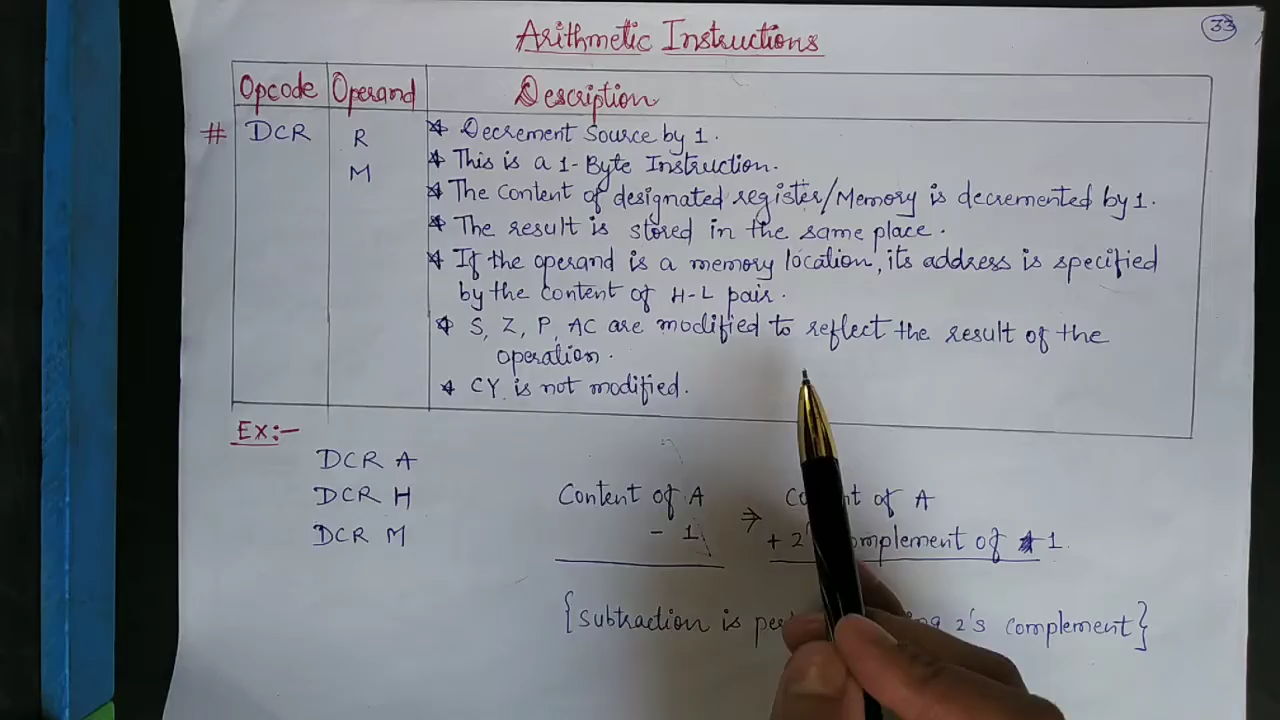 33
Arithmetic Instructions
Opcode Operand Description
# DCR R * Decrement Source by 1.
M * This is a 1-Byte Instruction.
* The content of designated register/Memory is decremented by 1.
* The result is stored in the same place.
* If the operand is a memory location, its address is specified
by the content of H-L pair.
* S, Z, P, AC are modified to reflect the result of the
operation.
* CY is not modified.
Ex:-
DCR A
DCR H Content of A ⇒ of A
DCR M - 1 + 2' complement of 1.
{Subtraction is 2's complement}